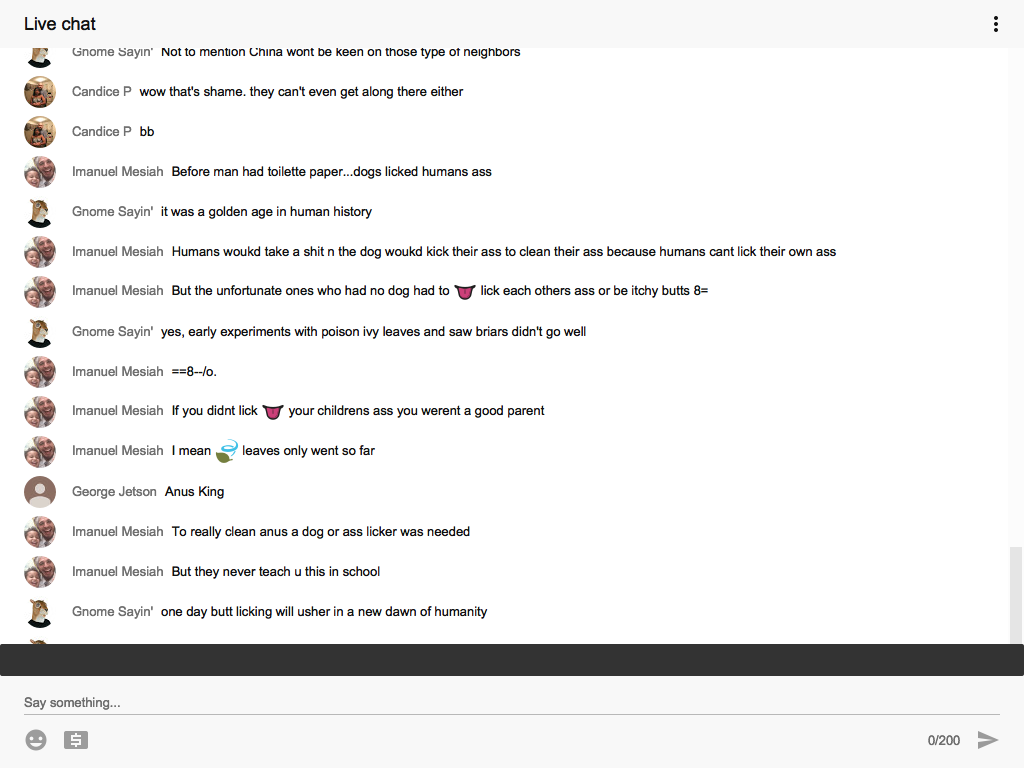 Live chat
Gnome Sayin' Not to mention China wont be keen on those type of neighbors
Candice P wow that's shame. they can't even get along there either
Candice P bb
Imanuel Mesiah Before man had toilette paper...dogs licked humans ass
Gnome Sayin' it was a golden age in human history
Imanuel Mesiah Humans woukd take a shit n the dog woukd kick their ass to clean their ass because humans cant lick their own ass
Imanuel Mesiah But the unfortunate ones who had no dog had to 👅 lick each others ass or be itchy butts 8=
Gnome Sayin' yes, early experiments with poison ivy leaves and saw briars didn't go well
Imanuel Mesiah ==8--/o.
Imanuel Mesiah If you didnt lick 👅 your childrens ass you werent a good parent
Imanuel Mesiah I mean 🍃 leaves only went so far
George Jetson Anus King
Imanuel Mesiah To really clean anus a dog or ass licker was needed
Imanuel Mesiah But they never teach u this in school
Gnome Sayin' one day butt licking will usher in a new dawn of humanity
Say something...
0/200